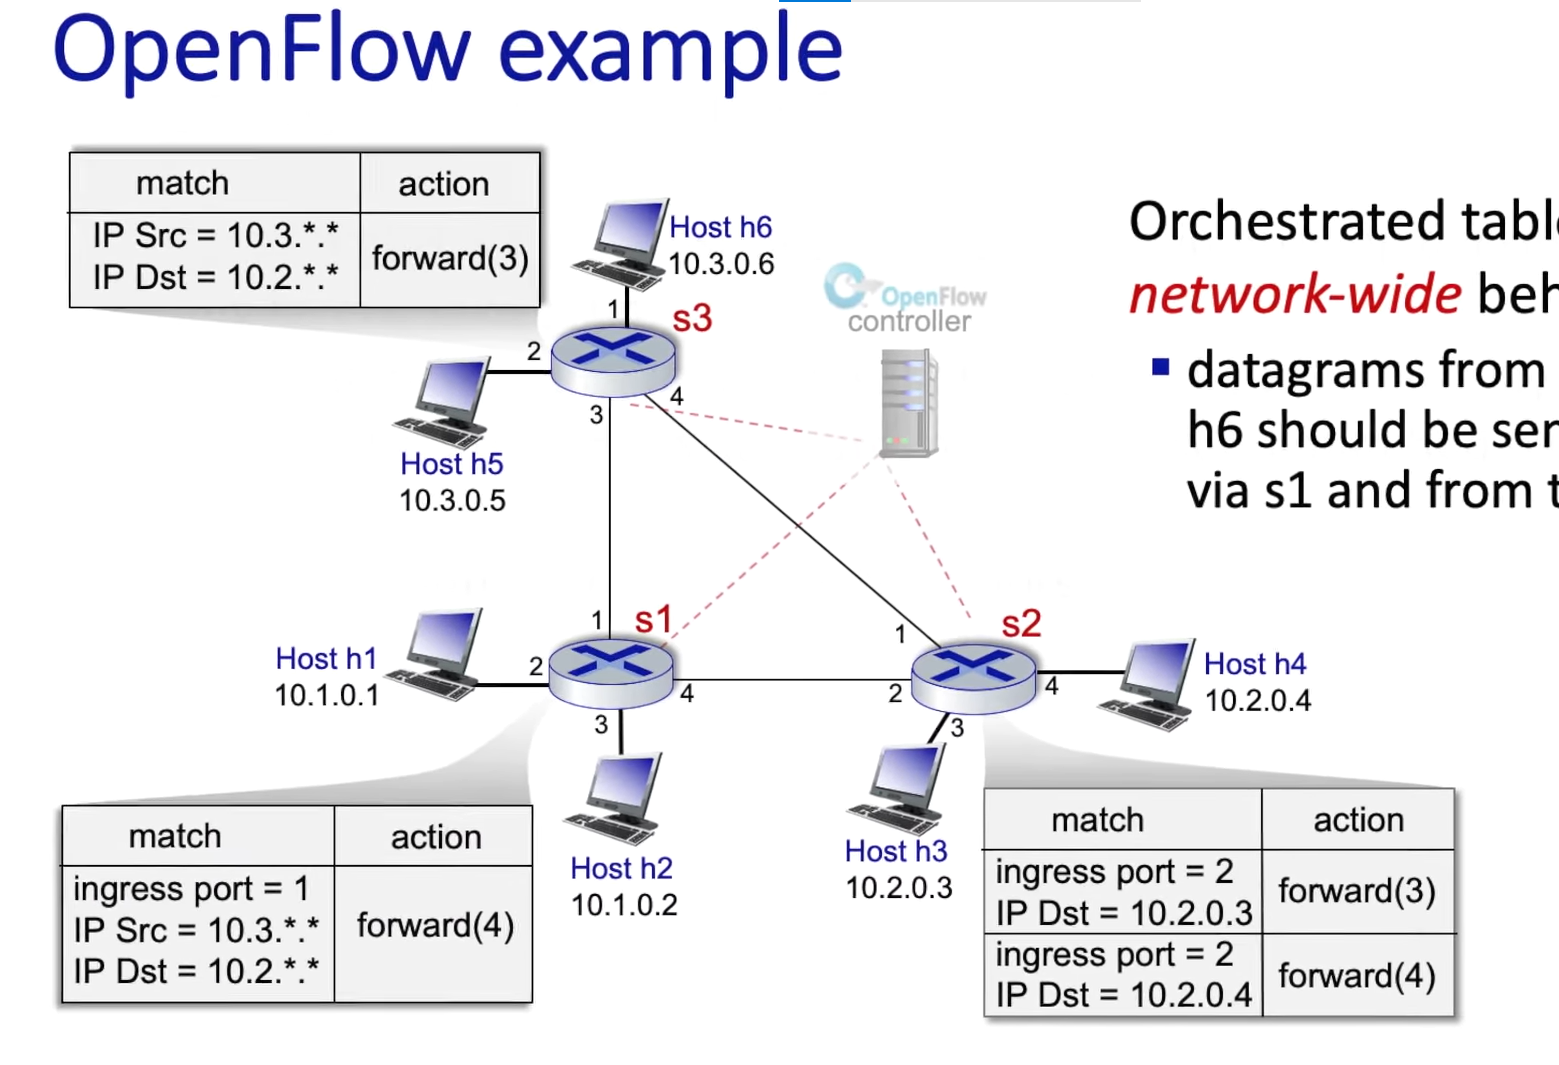 OpenFlow example
match action
IP Src = 10.3.*.*
IP Dst = 10.2.*.*
forward(3)
Host h6
10.3.0.6
1
s3
2
3
4
OpenFlow
controller
Host h5
10.3.0.5
Orchestrated
network-wide
▪ datagrams from
h6 should be
via s1 and from
1
s1
2
3
4
Host h1
10.1.0.1
Host h2
10.1.0.2
1
s2
2
3
4
Host h4
10.2.0.4
Host h3
10.2.0.3
match action
ingress port = 1
IP Src = 10.3.*.*
IP Dst = 10.2.*.*
forward(4)
match action
ingress port = 2
IP Dst = 10.2.0.3
forward(3)
ingress port = 2
IP Dst = 10.2.0.4
forward(4)